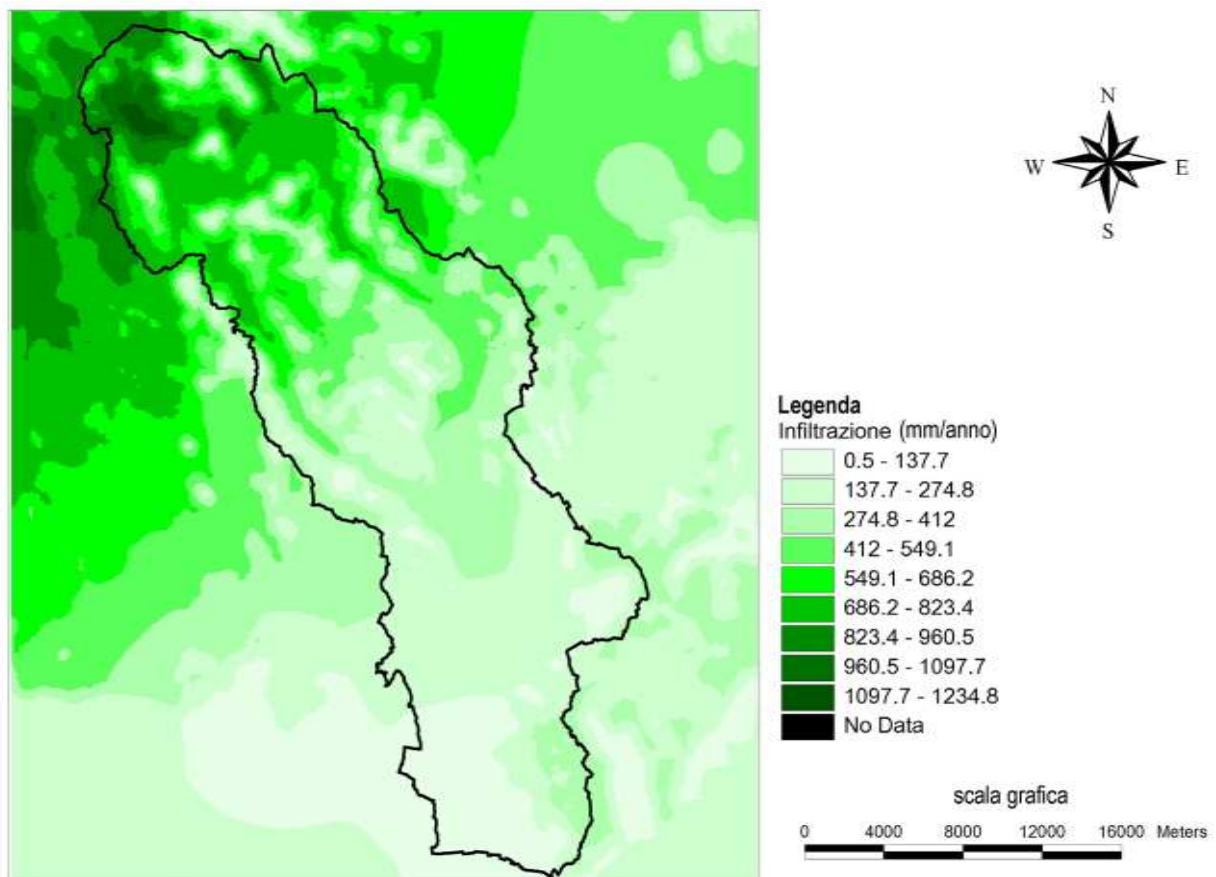 N
W E
S
Legenda
Infiltrazione (mm/anno)
0.5 - 137.7
137.7 - 274.8
274.8 - 412
412 - 549.1
549.1 - 686.2
686.2 - 823.4
823.4 - 960.5
960.5 - 1097.7
1097.7 - 1234.8
No Data
scala grafica
0 4000 8000 12000 16000 Meters